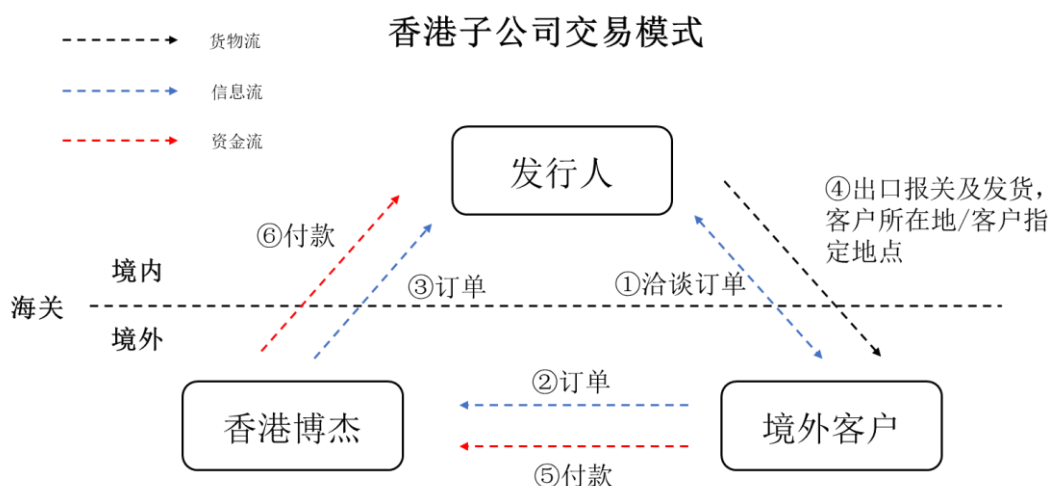 香港子公司交易模式
货物流
信息流
资金流
发行人
④出口报关及发货，
客户所在地/客户指
定地点
⑥付款
③订单
①洽谈订单
境内
海关
境外
②订单
香港博杰
境外客户
⑤付款